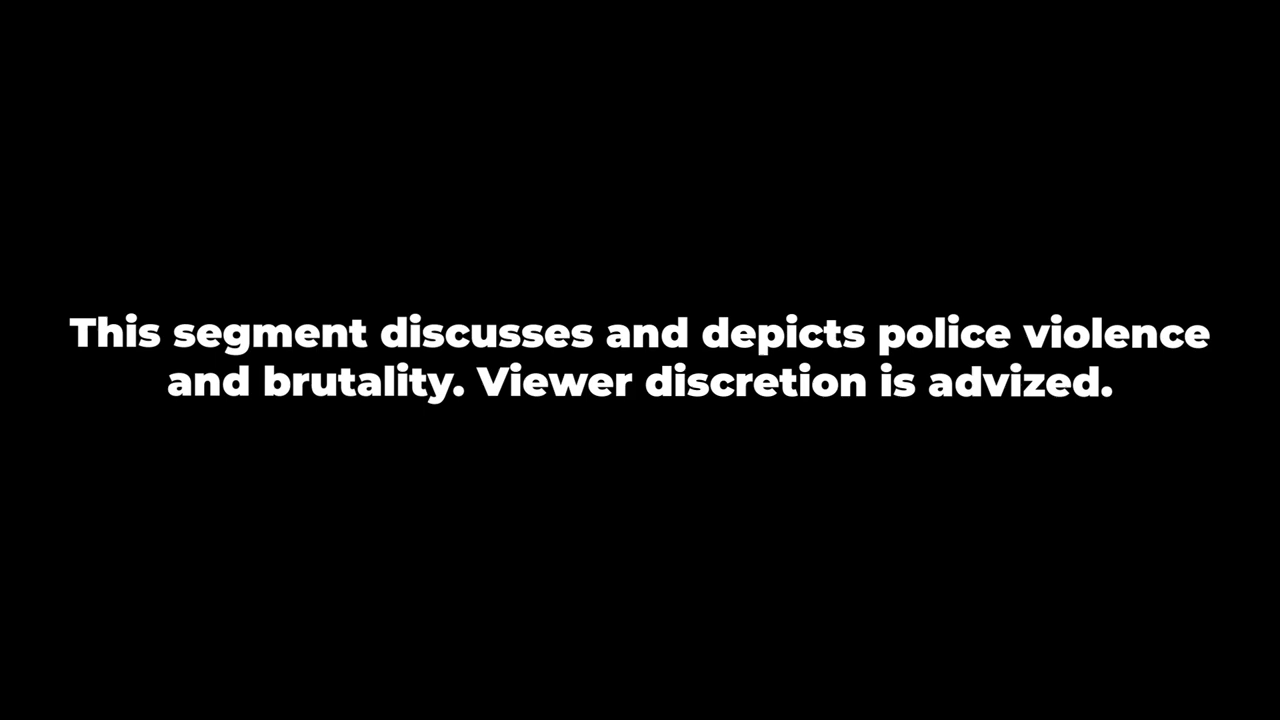 This segment discusses and depicts police violence
and brutality. Viewer discretion is advized.